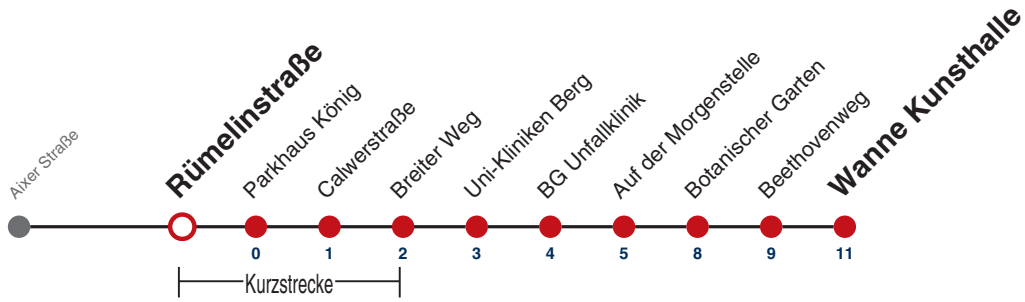 Aixer Straße
Rümelinstraße
Parkhaus König
Calwerstraße
Breiter Weg
Uni-Kliniken Berg
BG Unfallklinik
Auf der Morgenstelle
Botanischer Garten
Beethovenweg
Wanne Kunsthalle
0 1 2 3 4 5 8 9 11
Kurzstrecke